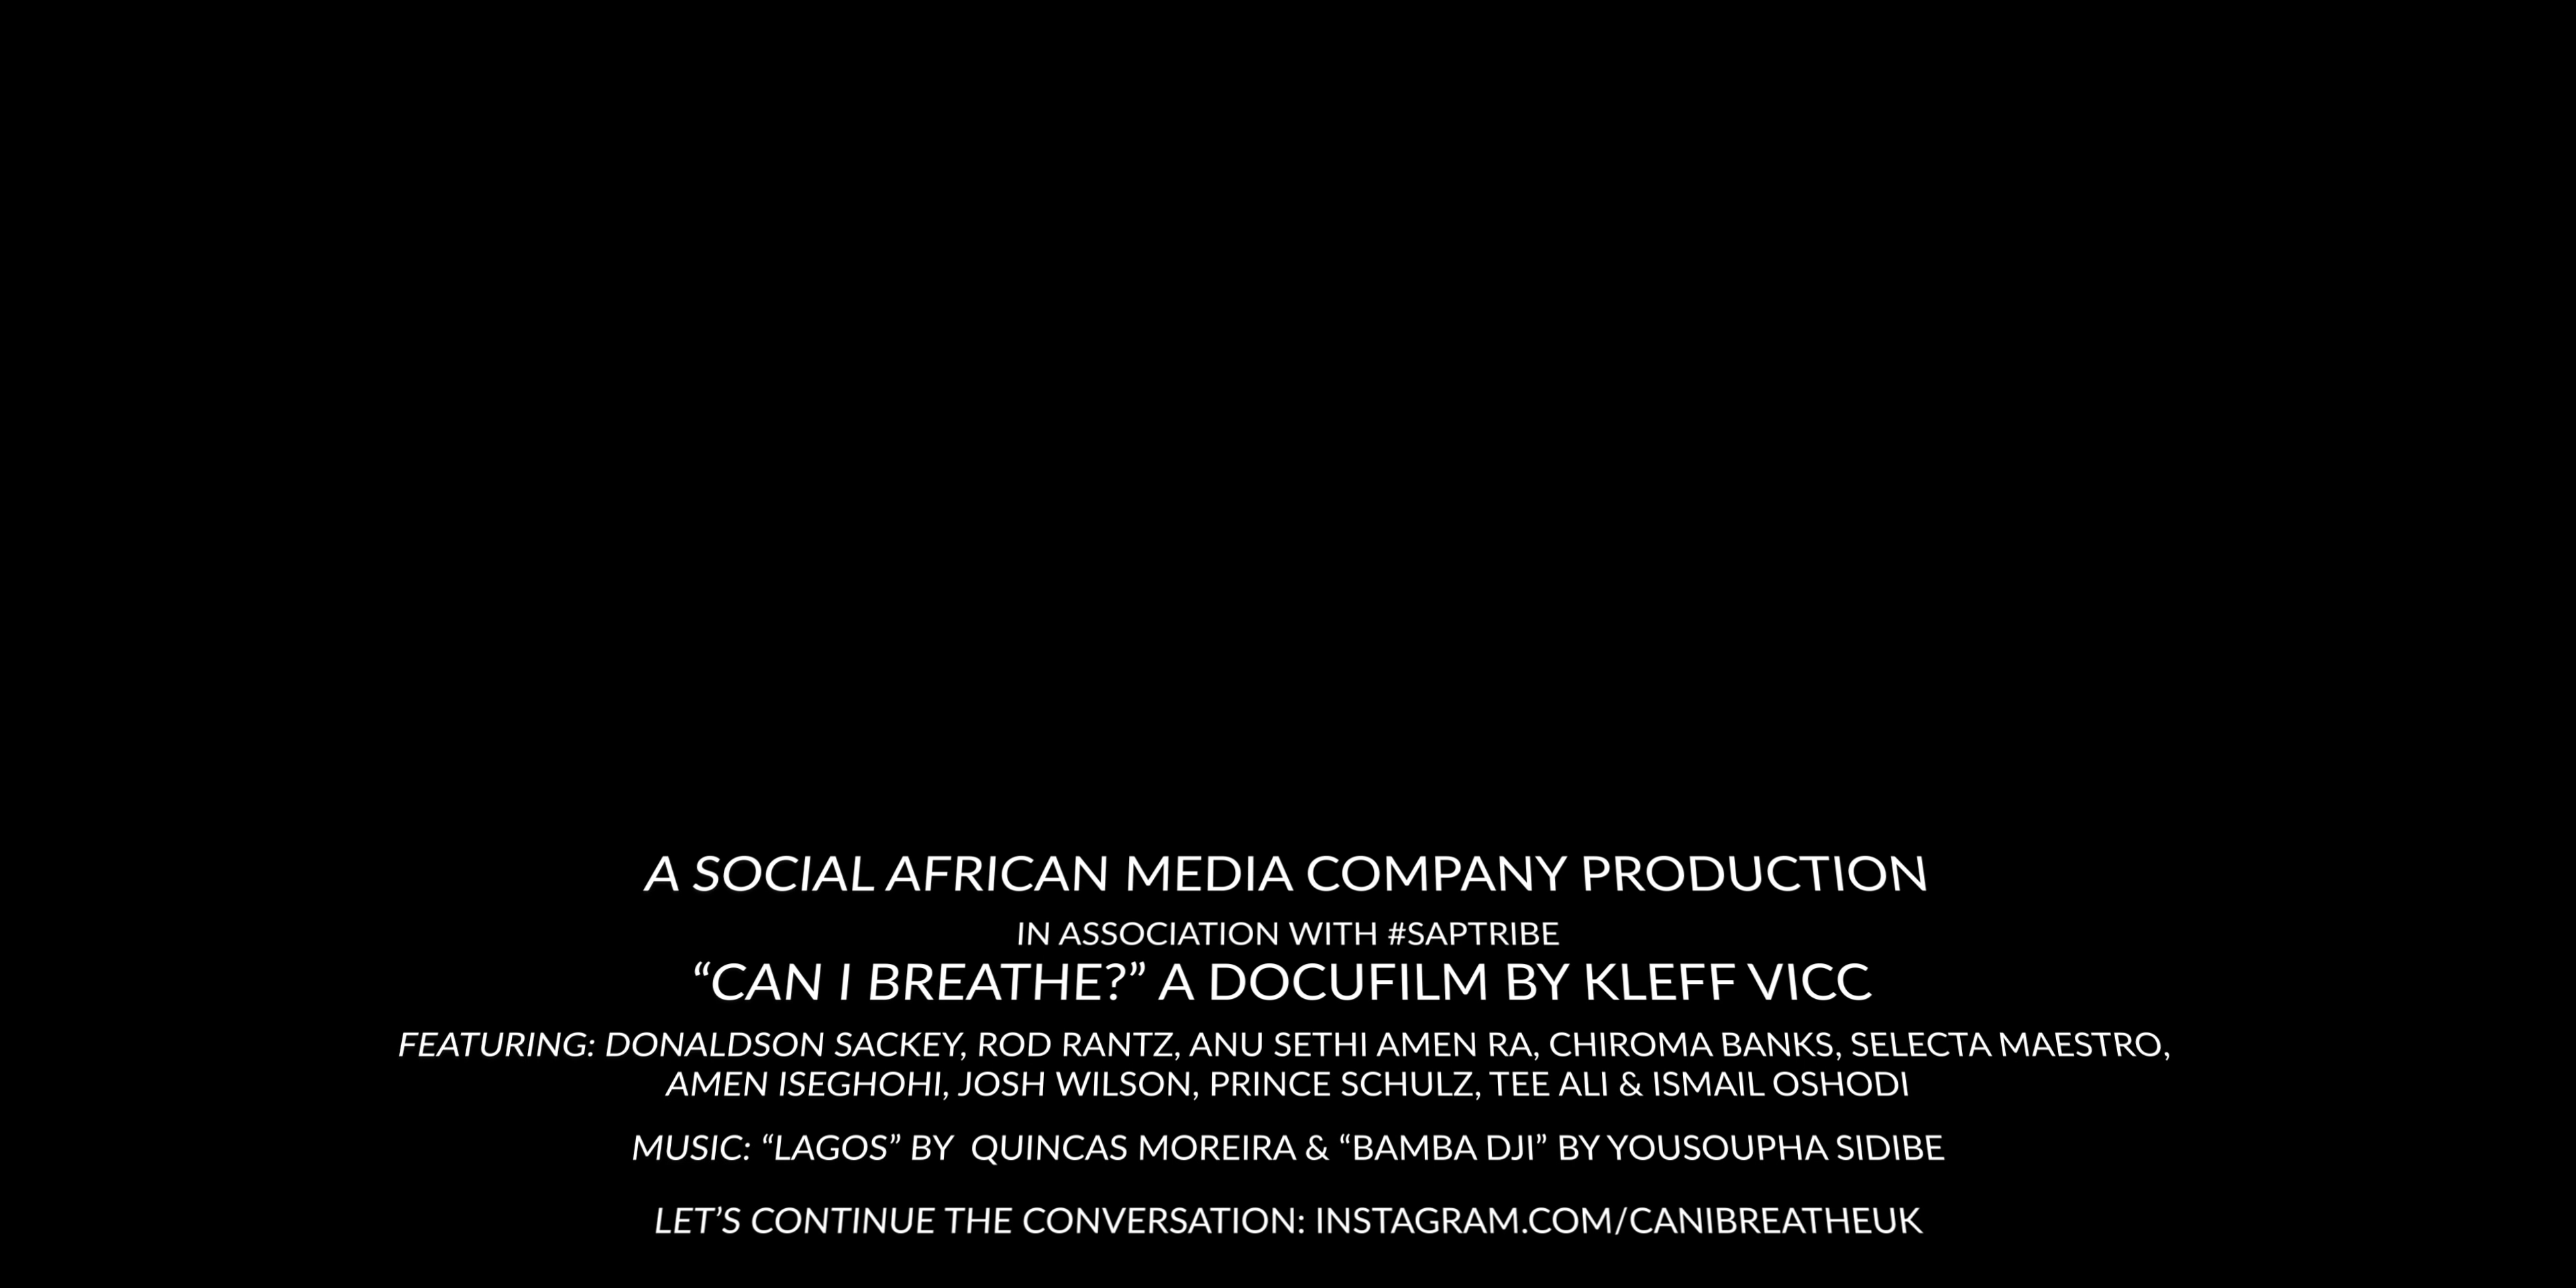 A SOCIAL AFRICAN MEDIA COMPANY PRODUCTION
IN ASSOCIATION WITH #SAPTRIBE
“CAN I BREATHE?” A DOCUFILM BY KLEFF VICC
FEATURING: DONALDSON SACKEY, ROD RANTZ, ANU SETHI AMEN RA, CHIROMA BANKS, SELECTA MAESTRO,
AMEN ISEGHOHI, JOSH WILSON, PRINCE SCHULZ, TEE ALI & ISMAIL OSHODI
MUSIC: “LAGOS” BY  QUINCAS MOREIRA & “BAMBA DJI” BY YOUSOUPHA SIDIBE
LET’S CONTINUE THE CONVERSATION: INSTAGRAM.COM/CANIBREATHEUK